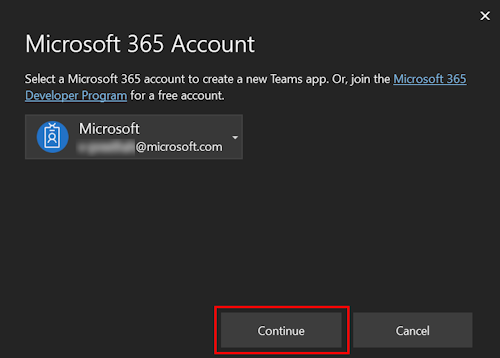 Microsoft 365 Account
Select a Microsoft 365 account to create a new Teams app. Or, join the Microsoft 365
Developer Program for a free account.
Microsoft
@microsoft.com
Continue
Cancel